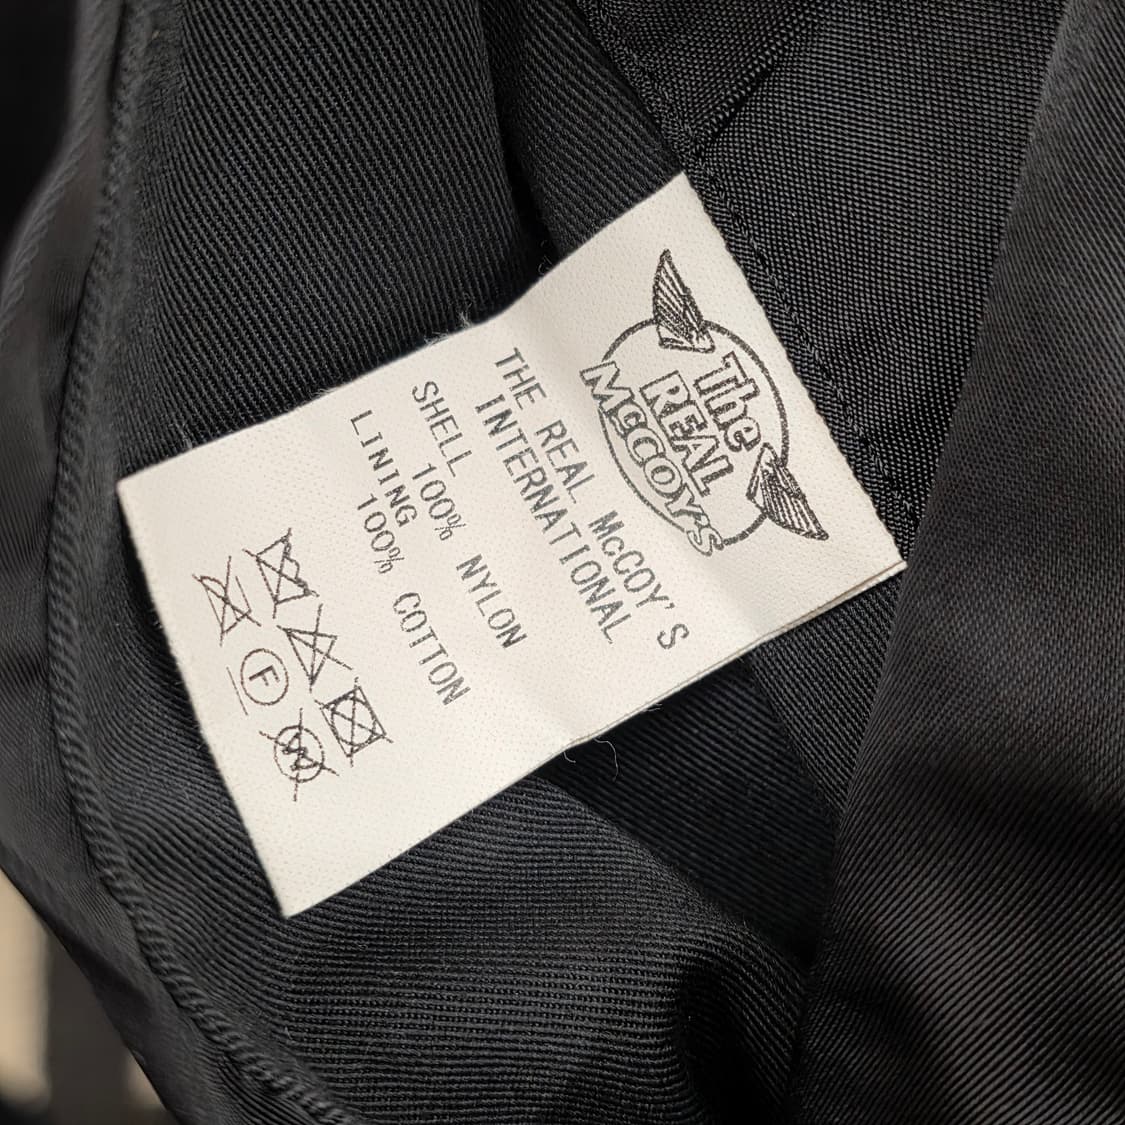 The
REAL
McCOY'S
THE REAL McCOY'S
INTERNATIONAL
SHELL
100% NYLON
LINING
100% COTTON
F
W